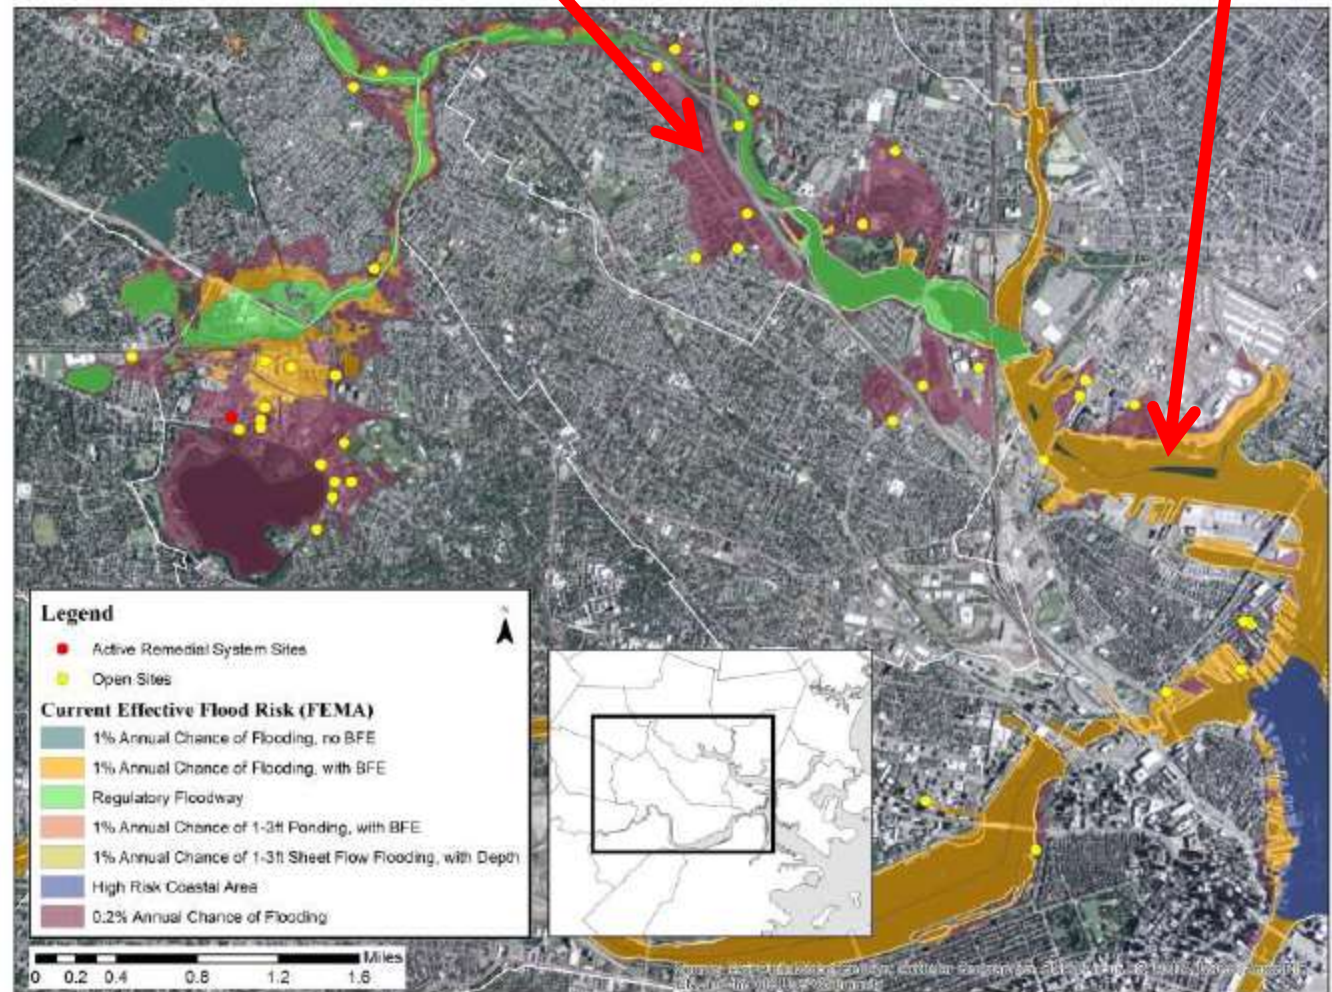 Legend
N
Active Remedial System Sites
Open Sites
Current Effective Flood Risk (FEMA)
1% Annual Chance of Flooding, no BFE
1% Annual Chance of Flooding, with BFE
Regulatory Floodway
1% Annual Chance of 1-3ft Ponding, with BFE
1% Annual Chance of 1-3ft Sheet Flow Flooding, with Depth
High Risk Coastal Area
0.2% Annual Chance of Flooding
Miles
0 0.2 0.4 0.8 1.2 1.6